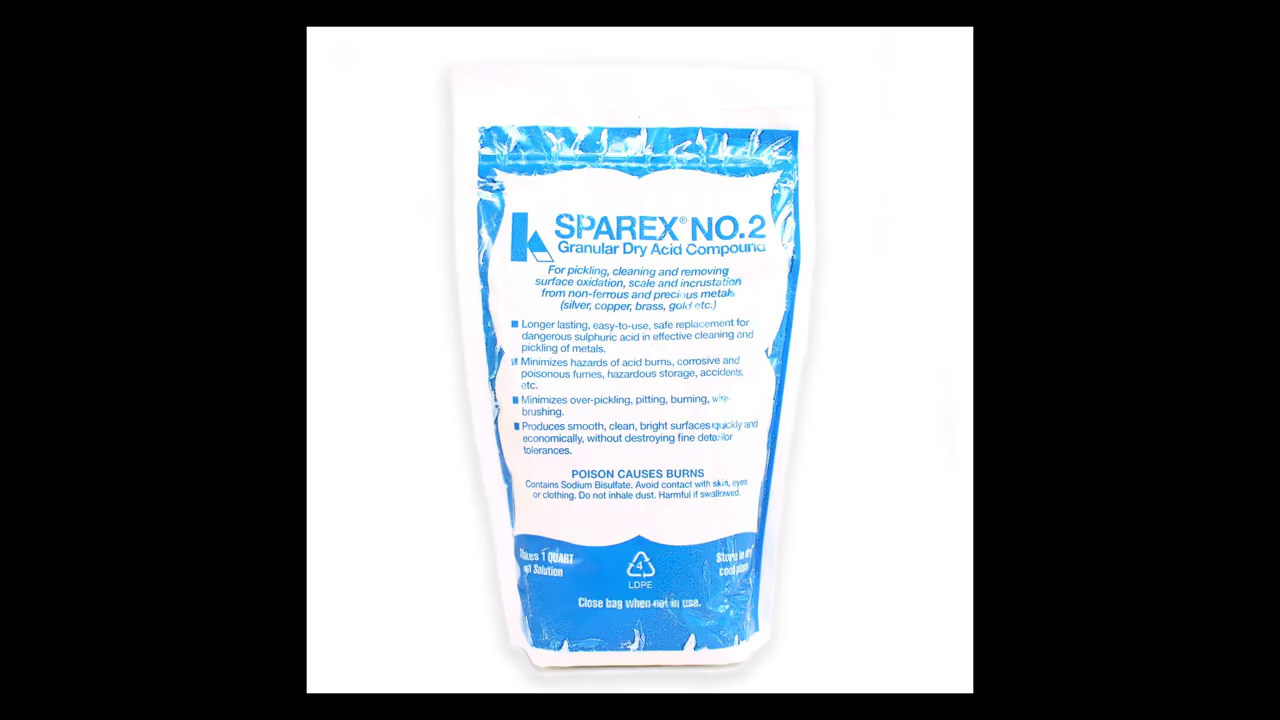 SPAREX® NO.2
Granular Dry Acid Compound
For pickling, cleaning and removing
surface oxidation, scale and incrustation
from non-ferrous and precious metals
(silver, copper, brass, gold etc.)
Longer lasting, easy-to-use, safe replacement for
dangerous sulphuric acid in effective cleaning and
pickling of metals.
Minimizes hazards of acid burns, corrosive and
poisonous fumes, hazardous storage, accidents,
etc.
Minimizes over-pickling, pitting, burning, wire-
brushing.
Produces smooth, clean, bright surfaces quickly and
economically, without destroying fine detail or
tolerances.
POISON CAUSES BURNS
Contains Sodium Bisulfate. Avoid contact with skin, eyes
or clothing. Do not inhale dust. Harmful if swallowed.
Makes 1 QUART
of Solution
4
LDPE
Store in dry
cool place
Close bag when not in use.